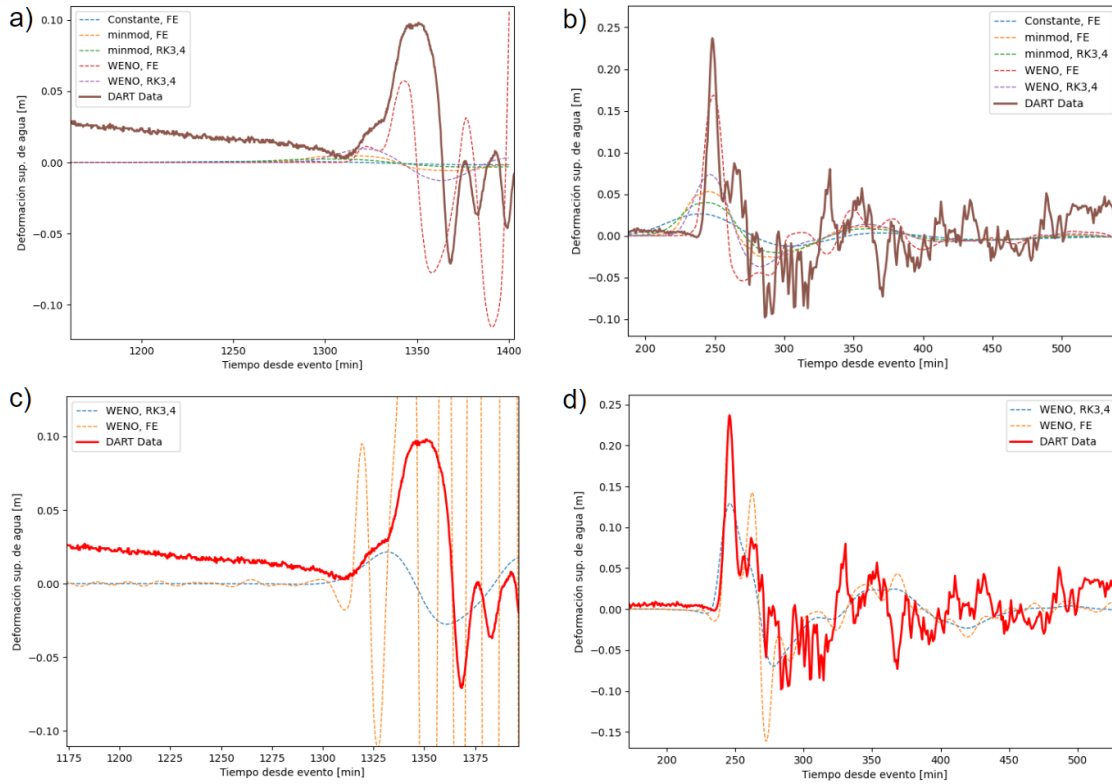 a)
Deformación sup. de agua [m]
0.10
0.05
0.00
−0.05
−0.10
Constante, FE
minmod, FE
minmod, RK3,4
WENO, FE
WENO, RK3,4
DART Data
1200 1250 1300 1350 1400
Tiempo desde evento [min]
b)
Deformación sup. de agua [m]
0.25
0.20
0.15
0.10
0.05
0.00
−0.05
−0.10
Constante, FE
minmod, FE
minmod, RK3,4
WENO, FE
WENO, RK3,4
DART Data
200 250 300 350 400 450 500
Tiempo desde evento [min]
c)
Deformación sup. de agua [m]
0.10
0.05
0.00
−0.05
−0.10
WENO, RK3,4
WENO, FE
DART Data
1175 1200 1225 1250 1275 1300 1325 1350 1375
Tiempo desde evento [min]
d)
Deformación sup. de agua [m]
0.25
0.20
0.15
0.10
0.05
0.00
−0.05
−0.10
−0.15
WENO, RK3,4
WENO, FE
DART Data
200 250 300 350 400 450 500
Tiempo desde evento [min]